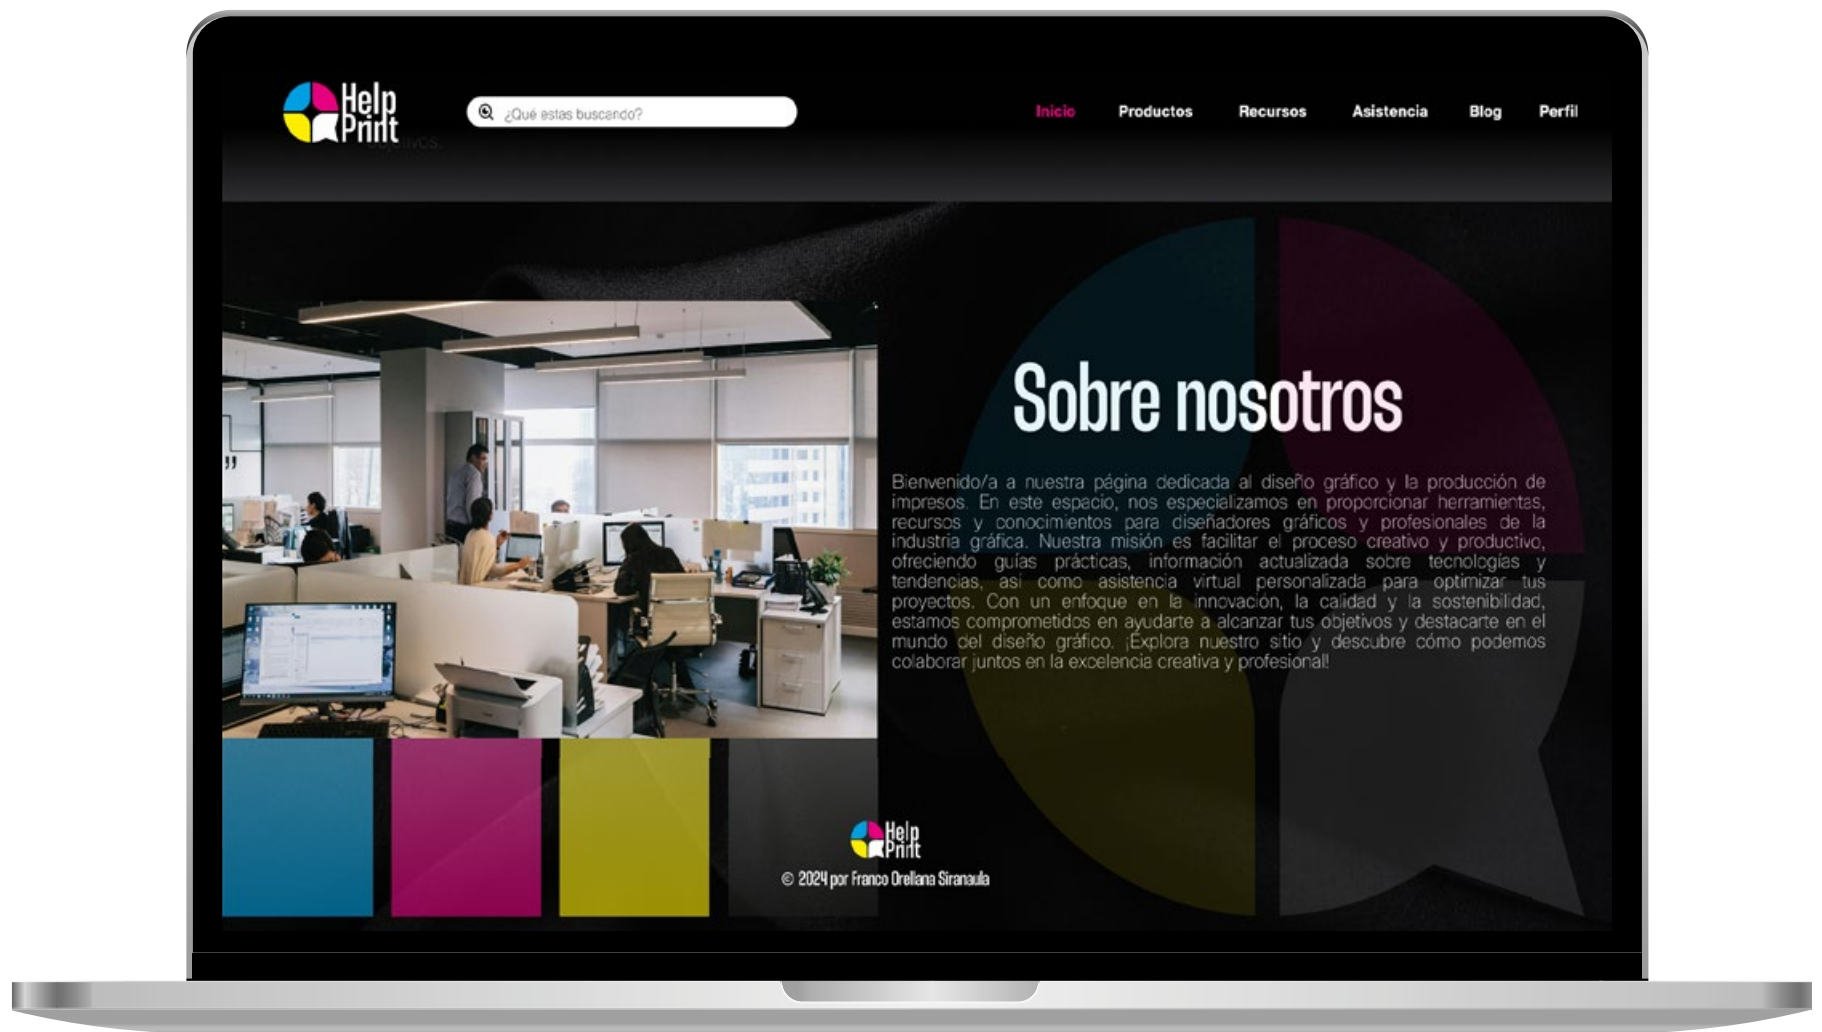 Help
Print
¿Qué estas buscando?
Inicio Productos Recursos Asistencia Blog Perfil
objetivos.
Sobre nosotros
Bienvenido/a a nuestra página dedicada al diseño gráfico y la producción de
impresos. En este espacio, nos especializamos en proporcionar herramientas,
recursos y conocimientos para diseñadores gráficos y profesionales de la
industria gráfica. Nuestra misión es facilitar el proceso creativo y productivo,
ofreciendo guías prácticas, información actualizada sobre tecnologías y
tendencias, así como asistencia virtual personalizada para optimizar tus
proyectos. Con un enfoque en la innovación, la calidad y la sostenibilidad,
estamos comprometidos en ayudarte a alcanzar tus objetivos y destacarte en el
mundo del diseño gráfico. ¡Explora nuestro sitio y descubre cómo podemos
colaborar juntos en la excelencia creativa y profesional!
Help
Print
© 2024 por Franco Orellana Siranaula